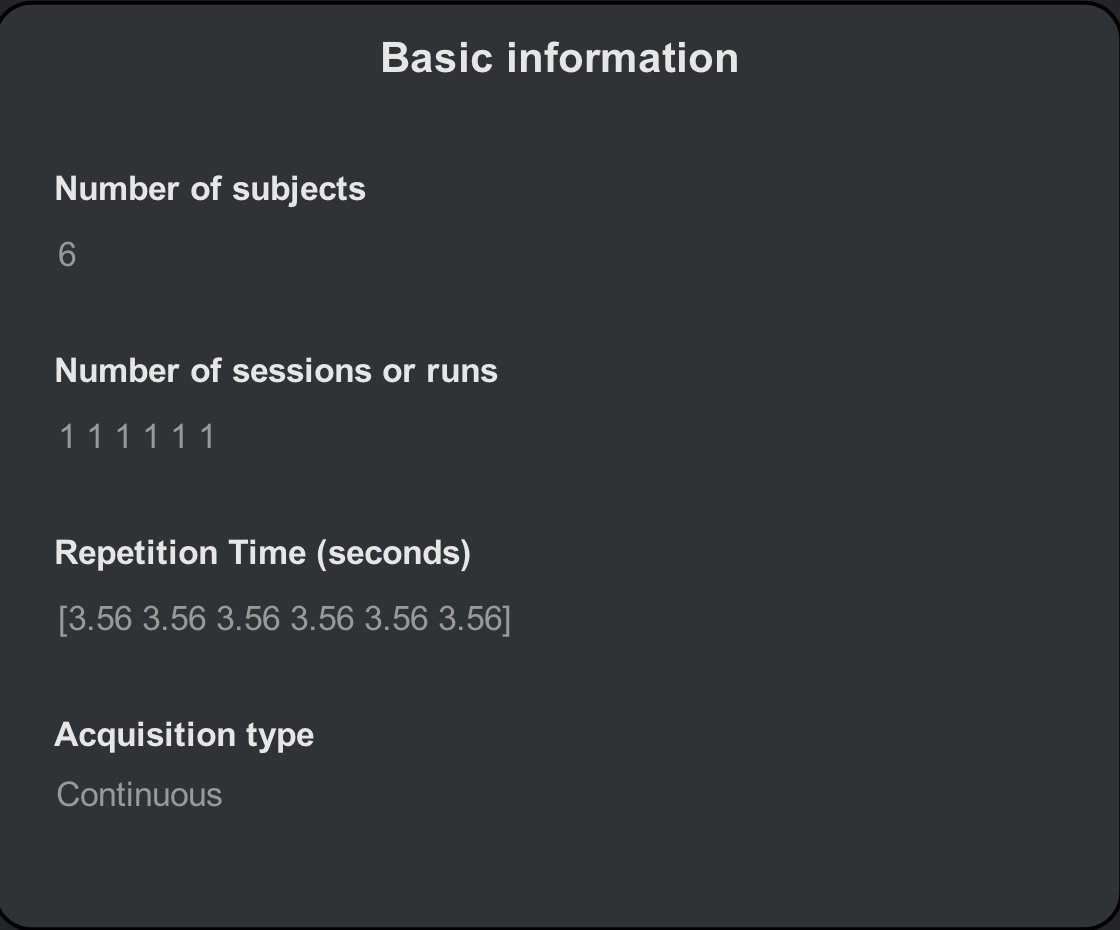 Basic information
Number of subjects
6
Number of sessions or runs
1 1 1 1 1 1
Repetition Time (seconds)
[3.56 3.56 3.56 3.56 3.56 3.56]
Acquisition type
Continuous